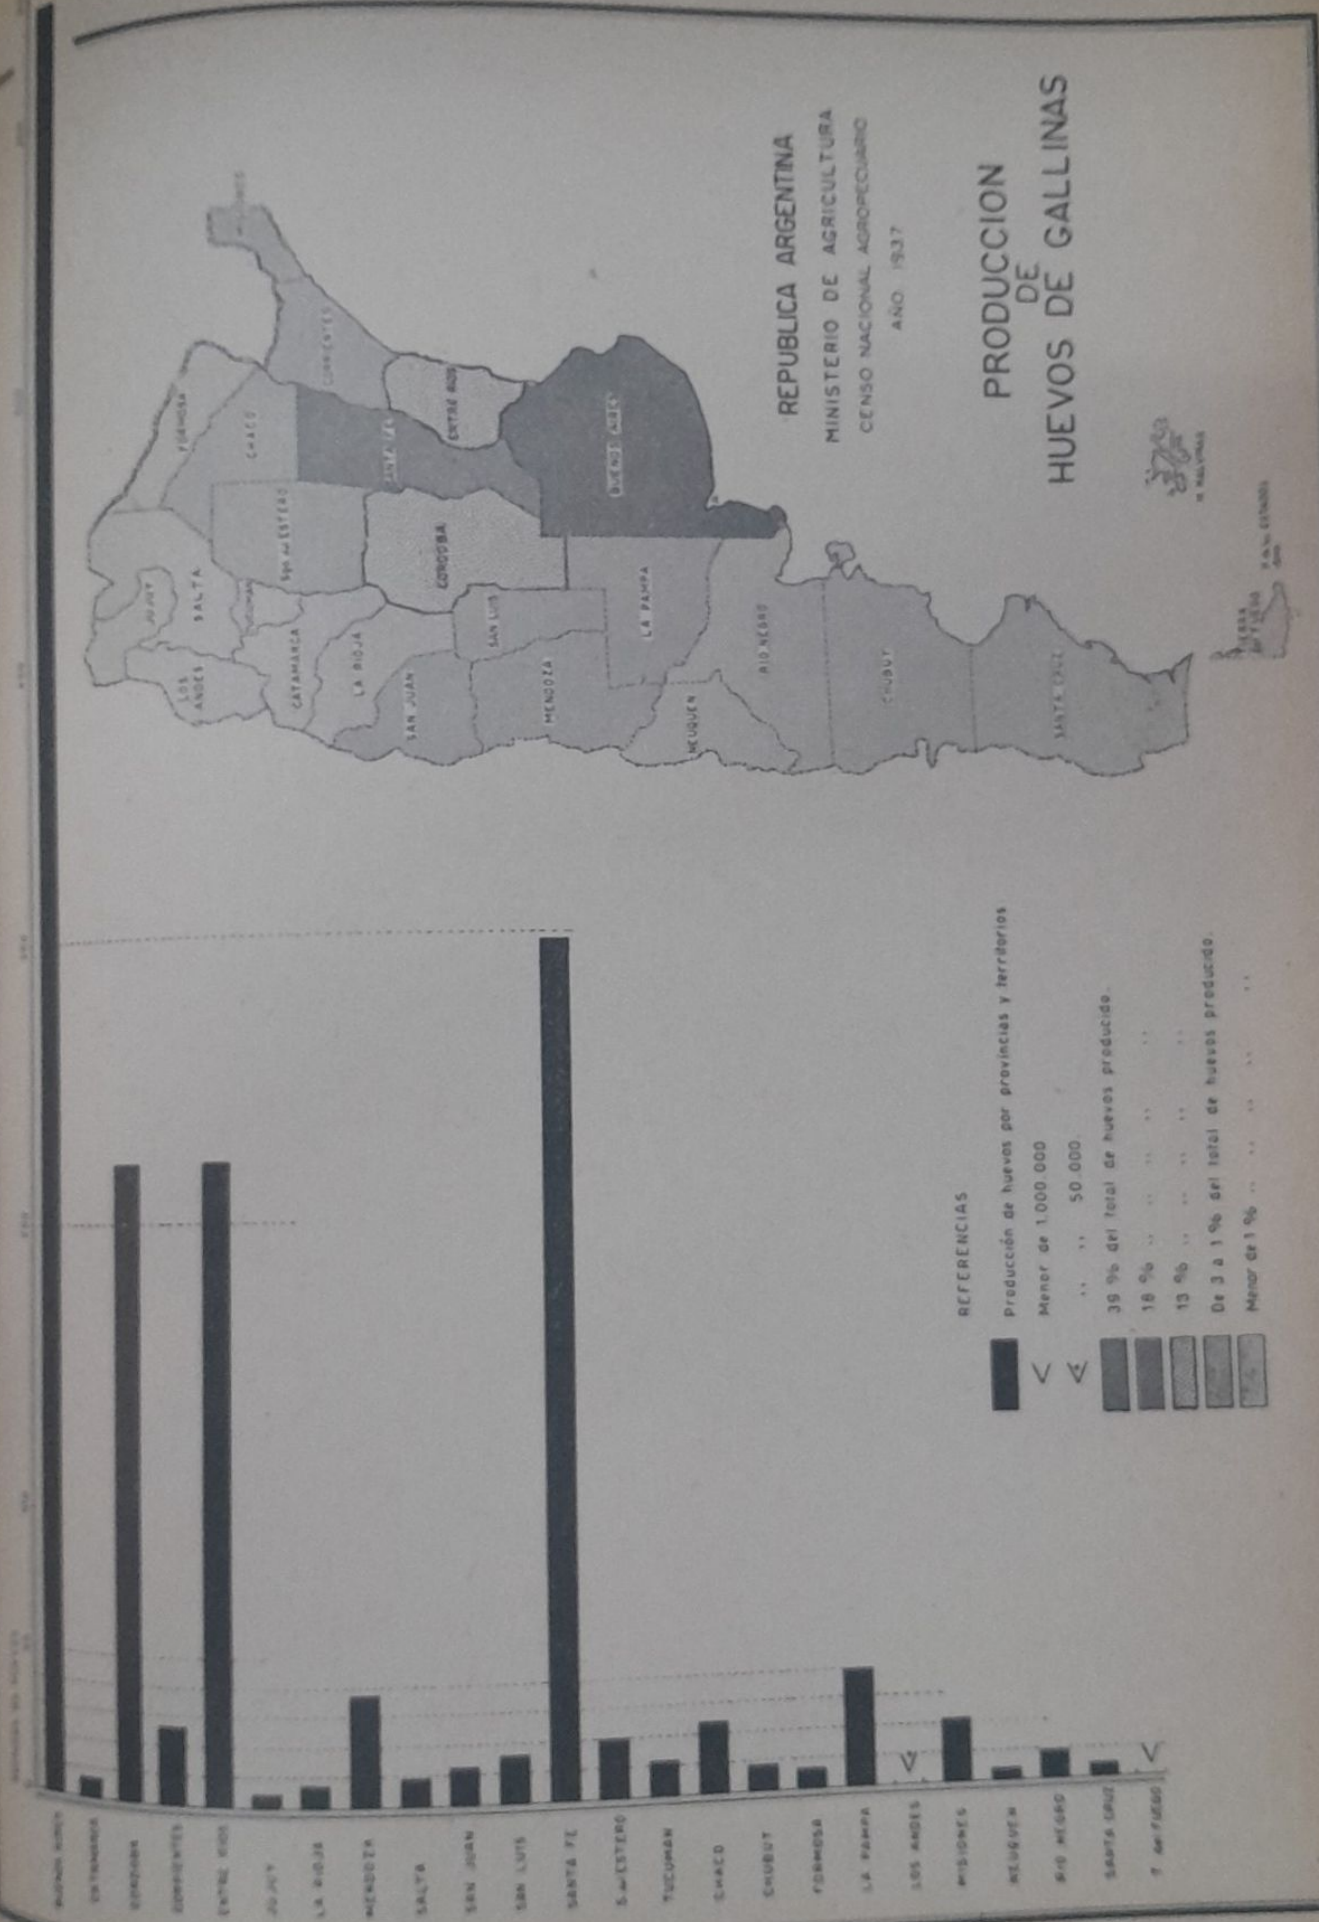 REPUBLICA ARGENTINA
MINISTERIO DE AGRICULTURA
CENSO NACIONAL AGROPECUARIO
AÑO 1937
PRODUCCION
DE
HUEVOS DE GALLINAS
BUENOS AIRES
CATAMARCA
CORDOBA
CORRIENTES
ENTRE RIOS
JUJUY
LA RIOJA
MENDOZA
SALTA
SAN JUAN
SAN LUIS
SANTA FE
S. del ESTERO
TUCUMAN
CHACO
CHUBUT
FORMOSA
LA PAMPA
LOS ANDES
MISIONES
NEUQUEN
RIO NEGRO
SANTA CRUZ
T. del FUEGO
JUJUY
SALTA
LOS ANDES
FORMOSA
CHACO
CORRIENTES
CATAMARCA
LA RIOJA
SAN JUAN
SAN LUIS
CORDOBA
ENTRE RIOS
BUENOS AIRES
MENDOZA
LA PAMPA
NEUQUEN
RIO NEGRO
CHUBUT
SANTA CRUZ
REFERENCIAS
Producción de huevos por provincias y territorios
< Menor de 1.000.000
50.000.
39 % del total de huevos producido.
18 %
13 %
De 3 a 1 % del total de huevos producido.
Menor de 1 %